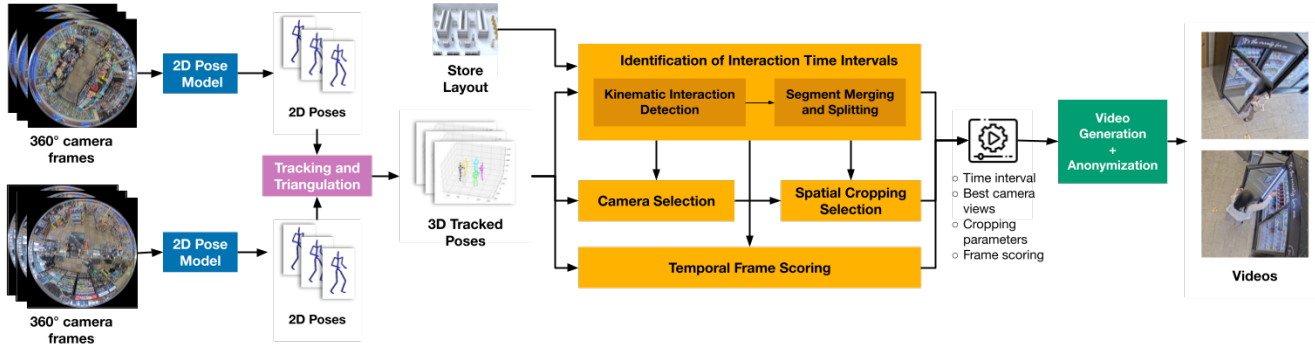 360° camera
frames
2D Pose
Model
2D Poses
360° camera
frames
2D Pose
Model
2D Poses
Tracking and
Triangulation
Store
Layout
3D Tracked
Poses
Identification of Interaction Time Intervals
Kinematic Interaction
Detection
Segment Merging
and Splitting
Camera Selection
Spatial Cropping
Selection
Temporal Frame Scoring
○ Time interval
○ Best camera
views
○ Cropping
parameters
○ Frame scoring
Video
Generation
+
Anonymization
Videos